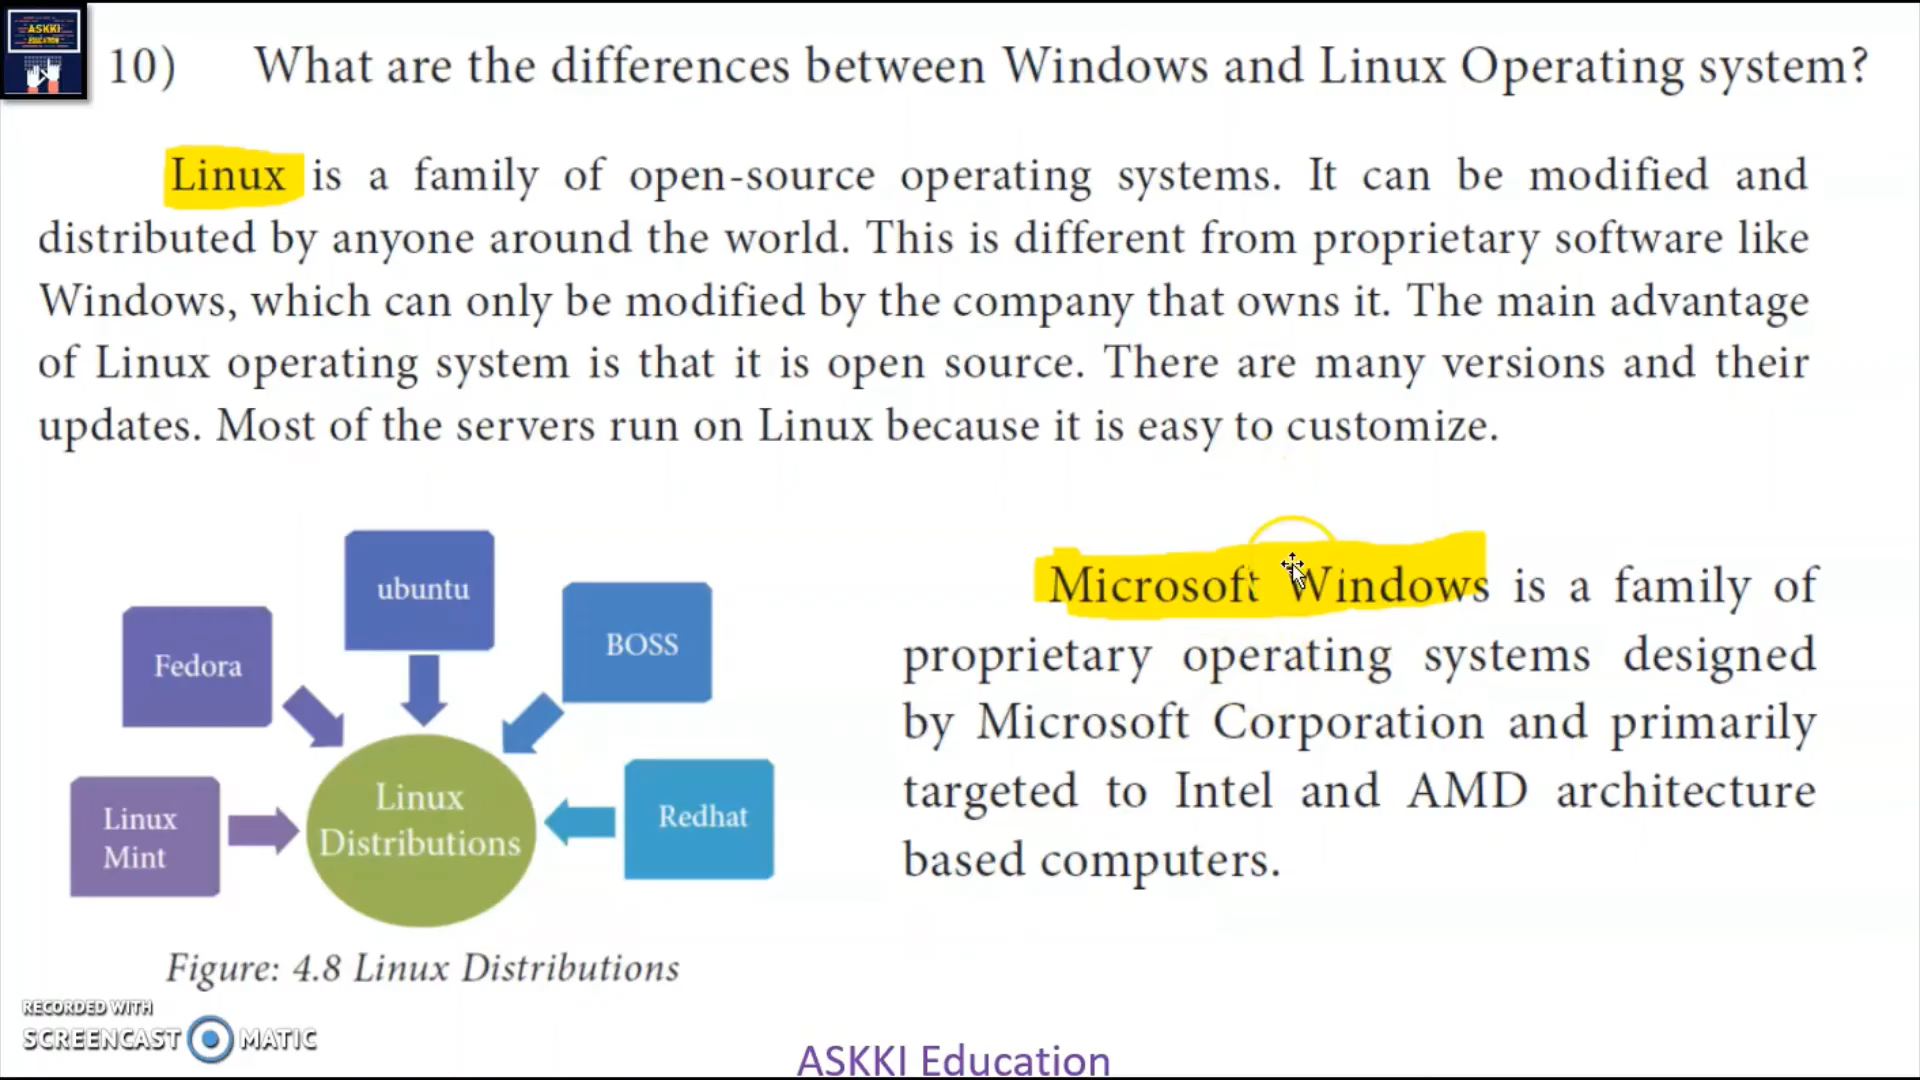 ASKKI
EDUCATION
10) What are the differences between Windows and Linux Operating system?
Linux is a family of open-source operating systems. It can be modified and
distributed by anyone around the world. This is different from proprietary software like
Windows, which can only be modified by the company that owns it. The main advantage
of Linux operating system is that it is open source. There are many versions and their
updates. Most of the servers run on Linux because it is easy to customize.
ubuntu
Fedora
BOSS
Linux
Mint
Linux
Distributions
Redhat
Figure: 4.8 Linux Distributions
Microsoft Windows is a family of
proprietary operating systems designed
by Microsoft Corporation and primarily
targeted to Intel and AMD architecture
based computers.
RECORDED WITH
SCREENCAST MATIC
ASKKI Education